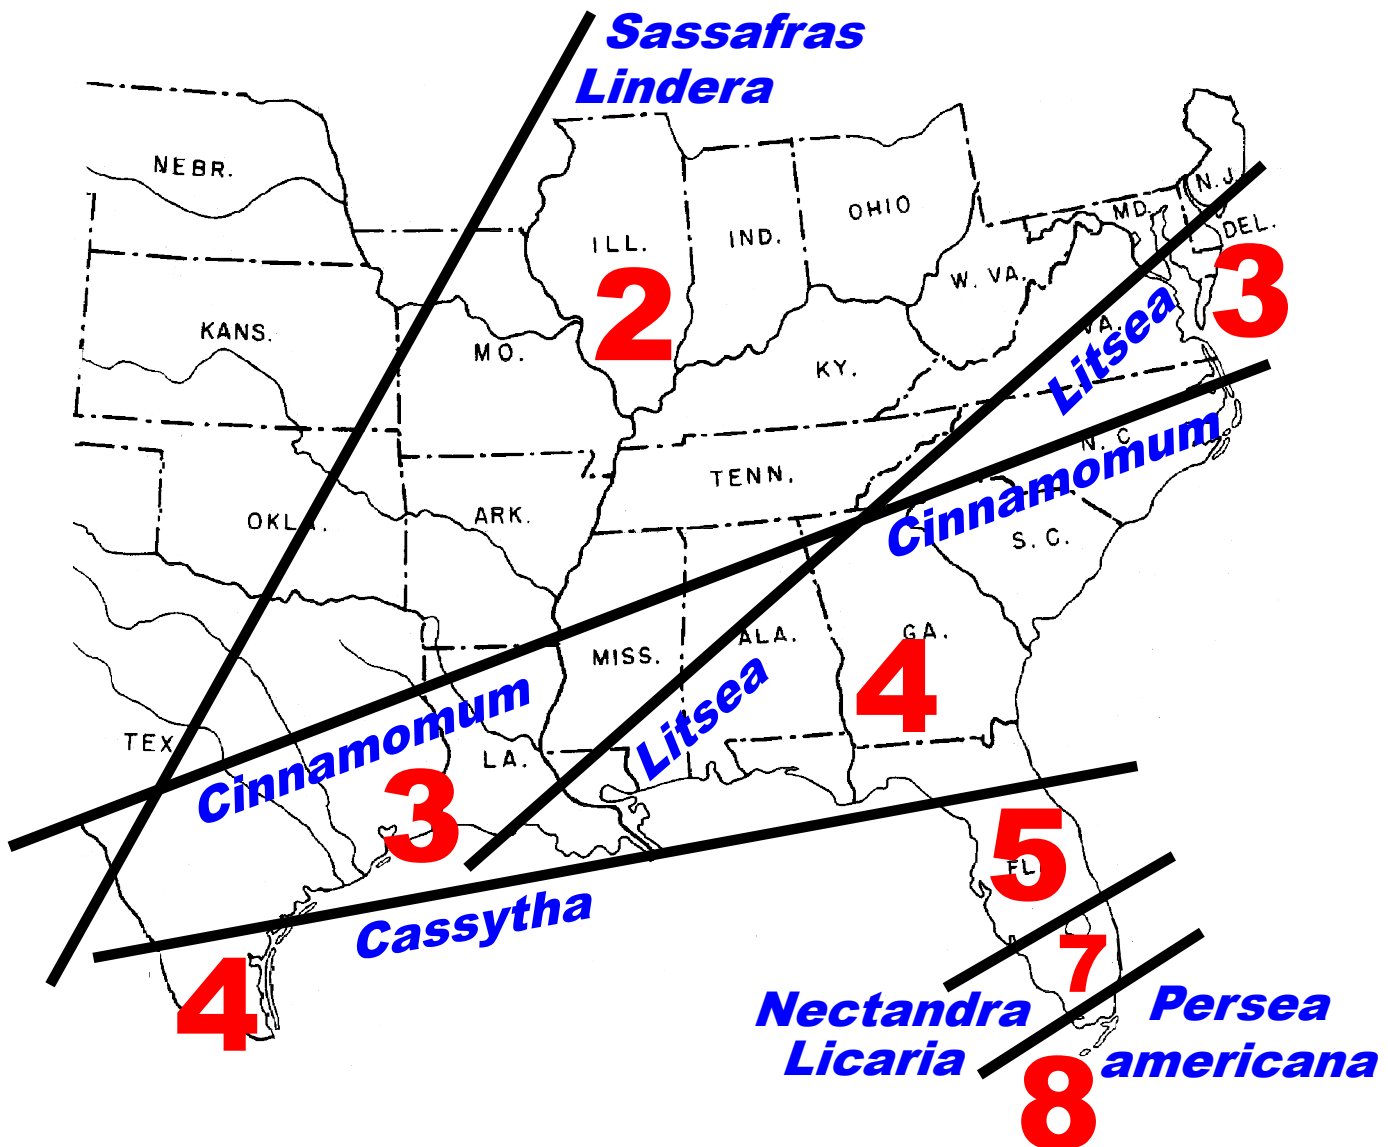 Sassafras
Lindera
NEBR.
N.J.
MD.
OHIO
DEL.
ILL.
IND.
W. VA.
2
3
KANS.
MO.
VA.
Litsea
KY.
N. C
Cinnamomum
TENN.
OKLA.
ARK.
S. C.
GA.
ALA.
MISS.
4
Litsea
TEX
LA.
Cinnamomum
3
5
FL
Cassytha
4
7
Nectandra
Licaria
Persea
americana
8